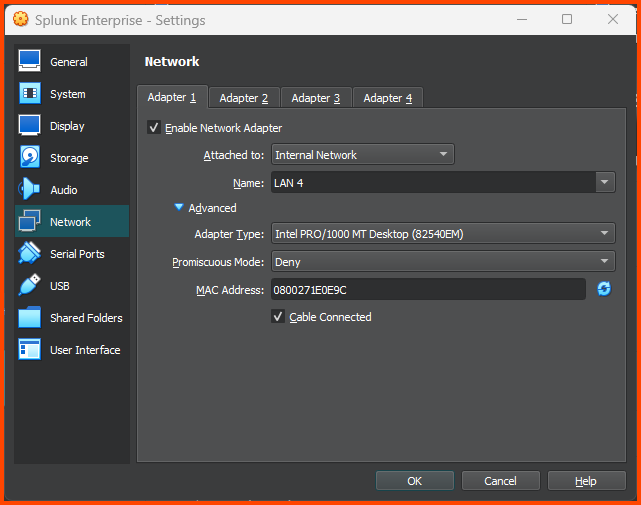 Splunk Enterprise - Settings
General
System
Display
Storage
Audio
Network
Serial Ports
USB
Shared Folders
User Interface
Network
Adapter 1 Adapter 2 Adapter 3 Adapter 4
Enable Network Adapter
Attached to: Internal Network
Name: LAN 4
Advanced
Adapter Type: Intel PRO/1000 MT Desktop (82540EM)
Promiscuous Mode: Deny
MAC Address: 0800271E0E9C
Cable Connected
OK Cancel Help